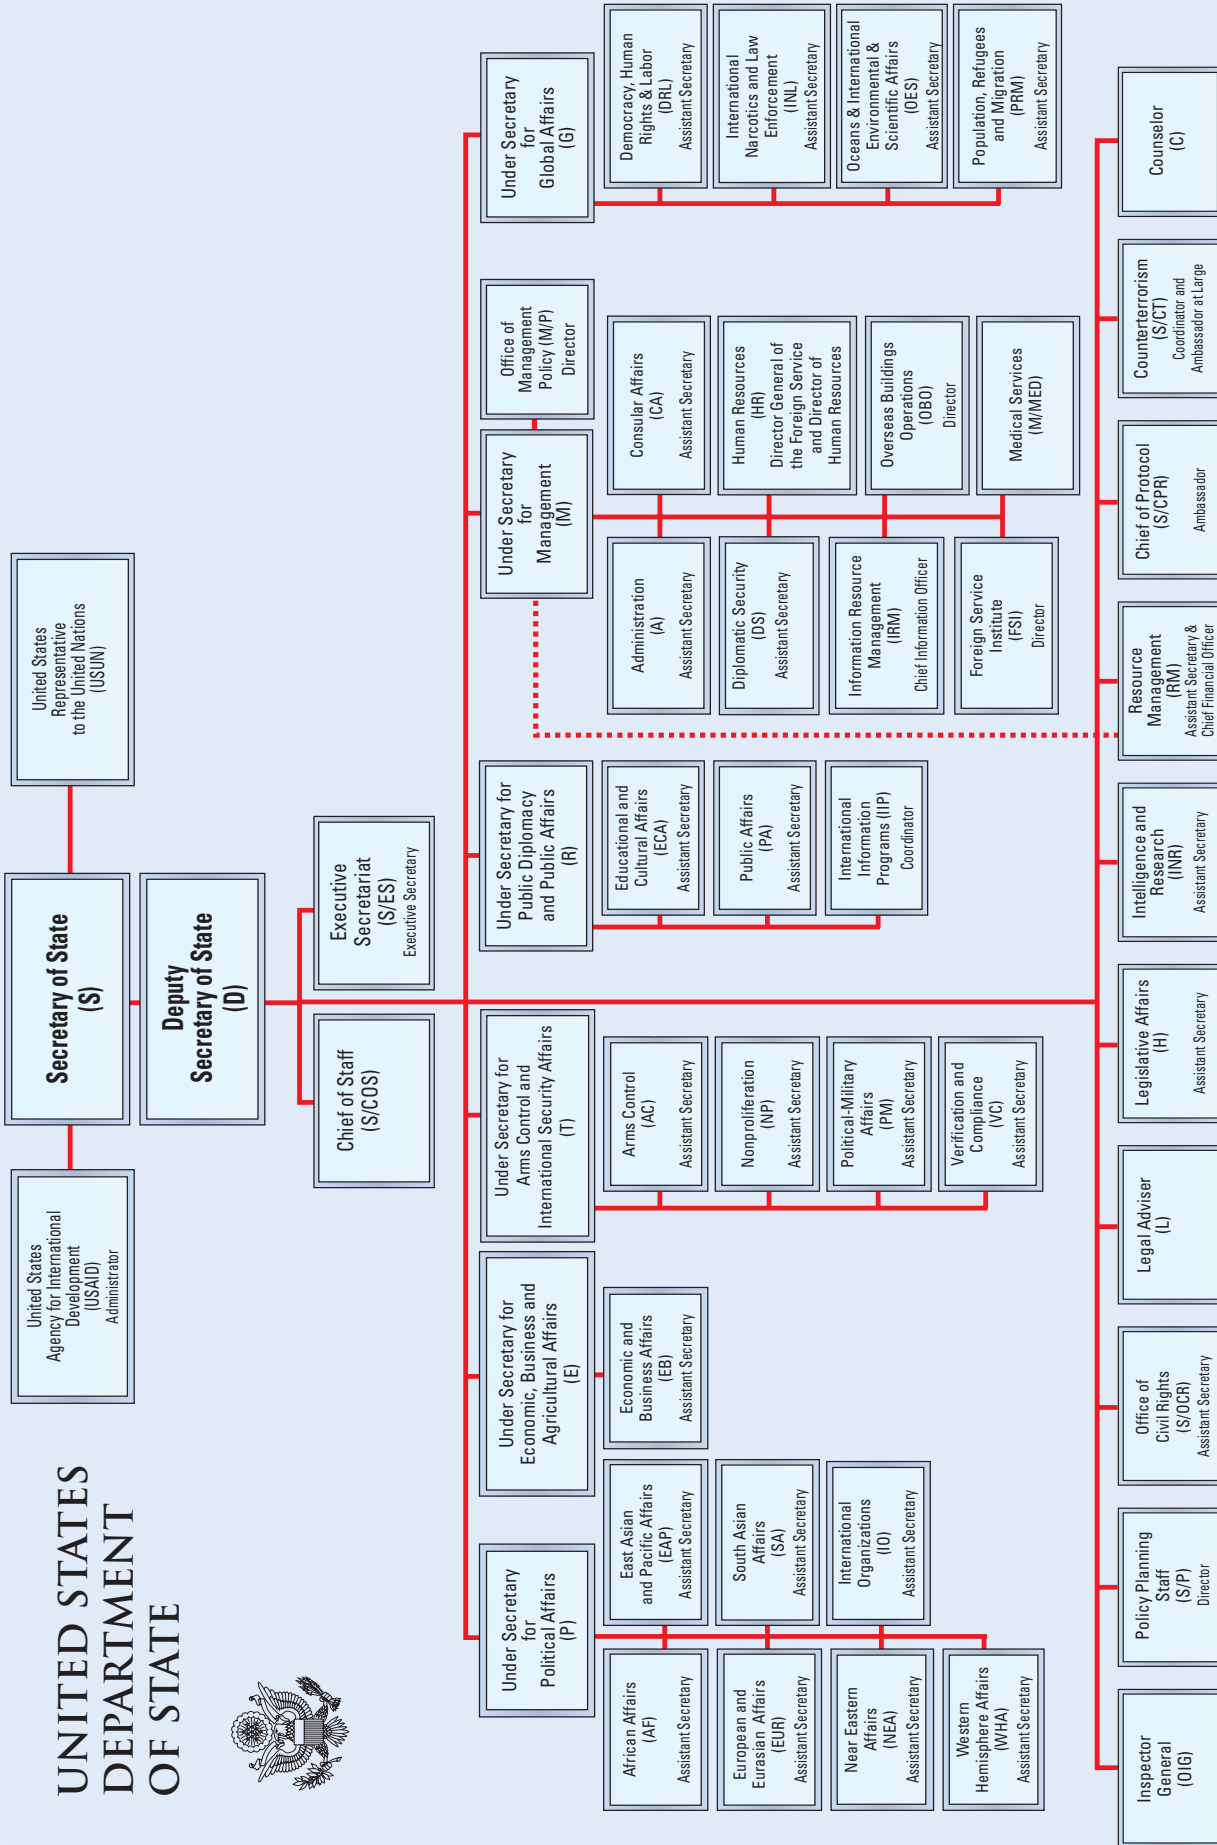 UNITED STATES
DEPARTMENT
OF STATE
United States
Agency for International
Development
(USAID)
Administrator
Secretary of State
(S)
United States
Representative
to the United Nations
(USUN)
Deputy
Secretary of State
(D)
Chief of Staff
(S/COS)
Executive
Secretariat
(S/ES)
Executive Secretary
Under Secretary
for
Political Affairs
(P)
Under Secretary for
Economic, Business and
Agricultural Affairs
(E)
Under Secretary for
Arms Control and
International Security Affairs
(T)
Under Secretary for
Public Diplomacy
and Public Affairs
(R)
Under Secretary
for
Management
(M)
Office of
Management
Policy (M/P)
Director
Under Secretary
for
Global Affairs
(G)
African Affairs
(AF)
Assistant Secretary
East Asian
and Pacific Affairs
(EAP)
Assistant Secretary
European and
Eurasian Affairs
(EUR)
Assistant Secretary
South Asian
Affairs
(SA)
Assistant Secretary
Near Eastern
Affairs
(NEA)
Assistant Secretary
International
Organizations
(IO)
Assistant Secretary
Western
Hemisphere Affairs
(WHA)
Assistant Secretary
Economic and
Business Affairs
(EB)
Assistant Secretary
Arms Control
(AC)
Assistant Secretary
Nonproliferation
(NP)
Assistant Secretary
Political-Military
Affairs
(PM)
Assistant Secretary
Verification and
Compliance
(VC)
Assistant Secretary
Educational and
Cultural Affairs
(ECA)
Assistant Secretary
Public Affairs
(PA)
Assistant Secretary
International
Information
Programs (IIP)
Coordinator
Administration
(A)
Assistant Secretary
Consular Affairs
(CA)
Assistant Secretary
Diplomatic Security
(DS)
Assistant Secretary
Human Resources
(HR)
Director General of
the Foreign Service
and Director of
Human Resources
Information Resource
Management
(IRM)
Chief Information Officer
Overseas Buildings
Operations
(OBO)
Director
Foreign Service
Institute
(FSI)
Director
Medical Services
(M/MED)
Democracy, Human
Rights & Labor
(DRL)
Assistant Secretary
International
Narcotics and Law
Enforcement
(INL)
Assistant Secretary
Oceans & International
Environmental &
Scientific Affairs
(OES)
Assistant Secretary
Population, Refugees
and Migration
(PRM)
Assistant Secretary
Inspector
General
(OIG)
Policy Planning
Staff
(S/P)
Director
Office of
Civil Rights
(S/OCR)
Assistant Secretary
Legal Adviser
(L)
Legislative Affairs
(H)
Assistant Secretary
Intelligence and
Research
(INR)
Assistant Secretary
Resource
Management
(RM)
Assistant Secretary &
Chief Financial Officer
Chief of Protocol
(S/CPR)
Ambassador
Counterterrorism
(S/CT)
Coordinator and
Ambassador at Large
Counselor
(C)